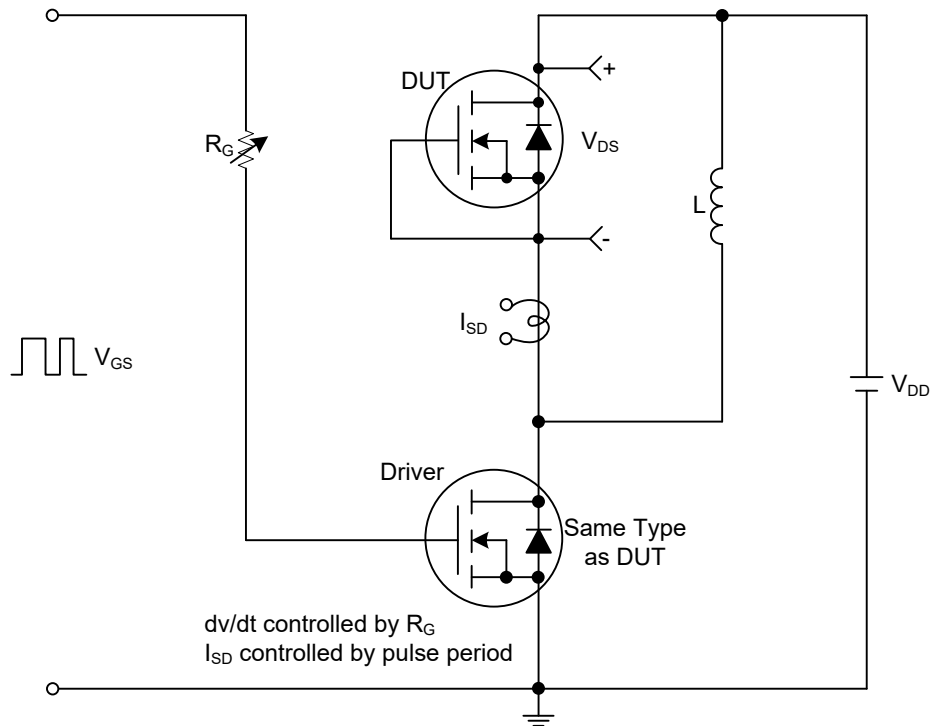 DUT
+
R_G
V_DS
L
-
I_SD
V_GS
V_DD
Driver
Same Type
as DUT
dv/dt controlled by R_G
I_SD controlled by pulse period